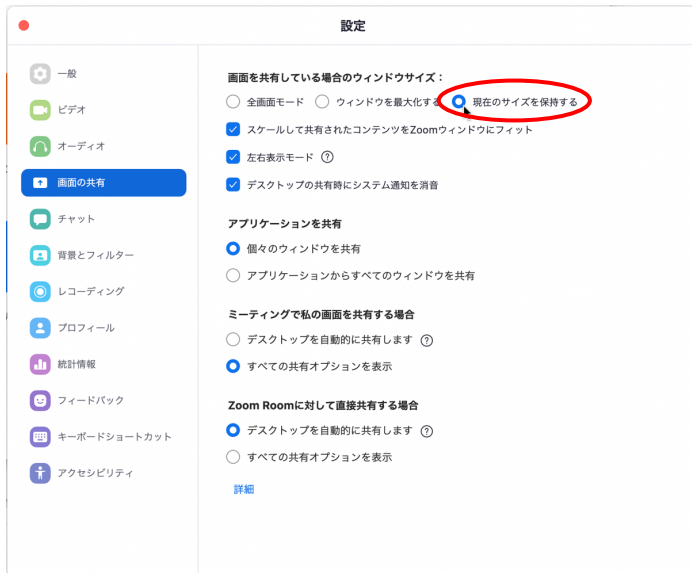 設定
一般
ビデオ
オーディオ
画面の共有
チャット
背景とフィルター
レコーディング
プロフィール
統計情報
フィードバック
キーボードショートカット
アクセシビリティ
画面を共有している場合のウィンドウサイズ：
全画面モード ウィンドウを最大化する 現在のサイズを保持する
スケールして共有されたコンテンツをZoomウィンドウにフィット
左右表示モード ?
デスクトップの共有時にシステム通知を消音
アプリケーションを共有
個々のウィンドウを共有
アプリケーションからすべてのウィンドウを共有
ミーティングで私の画面を共有する場合
デスクトップを自動的に共有します ?
すべての共有オプションを表示
Zoom Roomに対して直接共有する場合
デスクトップを自動的に共有します ?
すべての共有オプションを表示
詳細